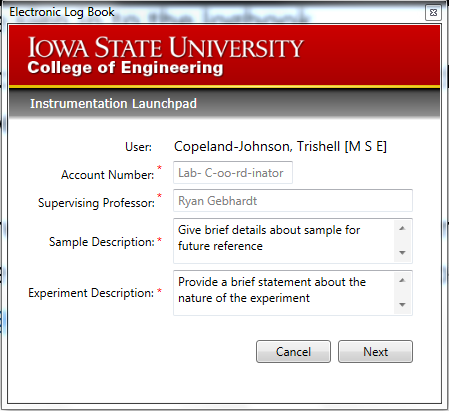 Electronic Log Book
IOWA STATE UNIVERSITY
College of Engineering
Instrumentation Launchpad
User: Copeland-Johnson, Trishell [M S E]
Account Number: * Lab- C-oo-rd-inator
Supervising Professor: * Ryan Gebhardt
Sample Description: * Give brief details about sample for
future reference
Experiment Description: * Provide a brief statement about the
nature of the experiment
Cancel Next